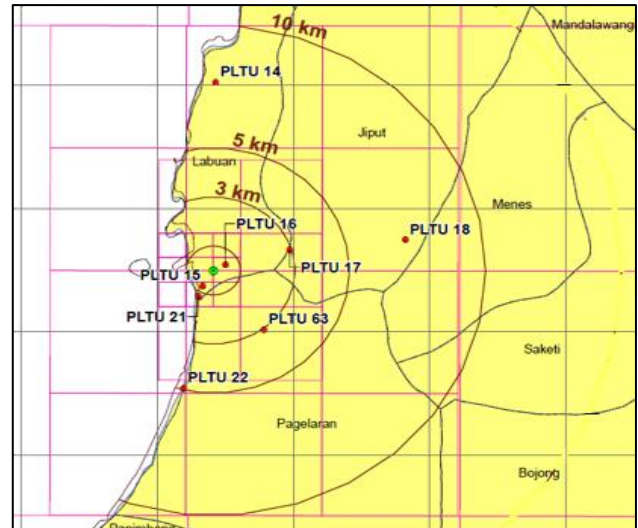 10 km
Mandalawang
PLTU 14
Jiput
5 km
Labuan
3 km
Menes
PLTU 16
PLTU 18
PLTU 17
PLTU 15
PLTU 21
PLTU 63
Saketi
PLTU 22
Pagelaran
Bojong